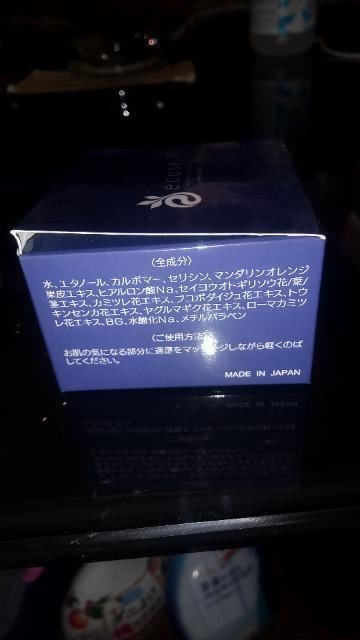 ecost
〈全成分〉
水、エタノール、カルボマー、セリシン、マンダリンオレンジ
果皮エキス、ヒアルロン酸Na、セイヨウオトギリソウ花/葉/
茎エキス、カミツレ花エキス、フユボダイジュ花エキス、トウ
キンセンカ花エキス、ヤグルマギク花エキス、ローマカミツ
レ花エキス、BG、水酸化Na、メチルパラベン
〈ご使用方法〉
お肌の気になる部分に適準をマッサージしながら軽くのば
してください。
MADE IN JAPAN